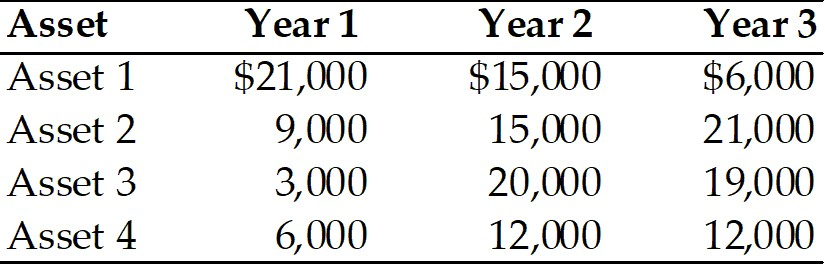 Asset Year 1 Year 2 Year 3
Asset 1 $21,000 $15,000 $6,000
Asset 2 9,000 15,000 21,000
Asset 3 3,000 20,000 19,000
Asset 4 6,000 12,000 12,000